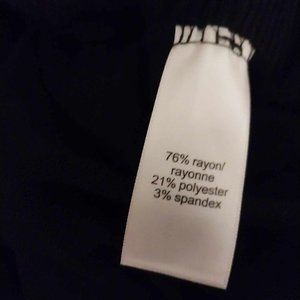 76% rayon/
rayonne
21% polyester
3% spandex